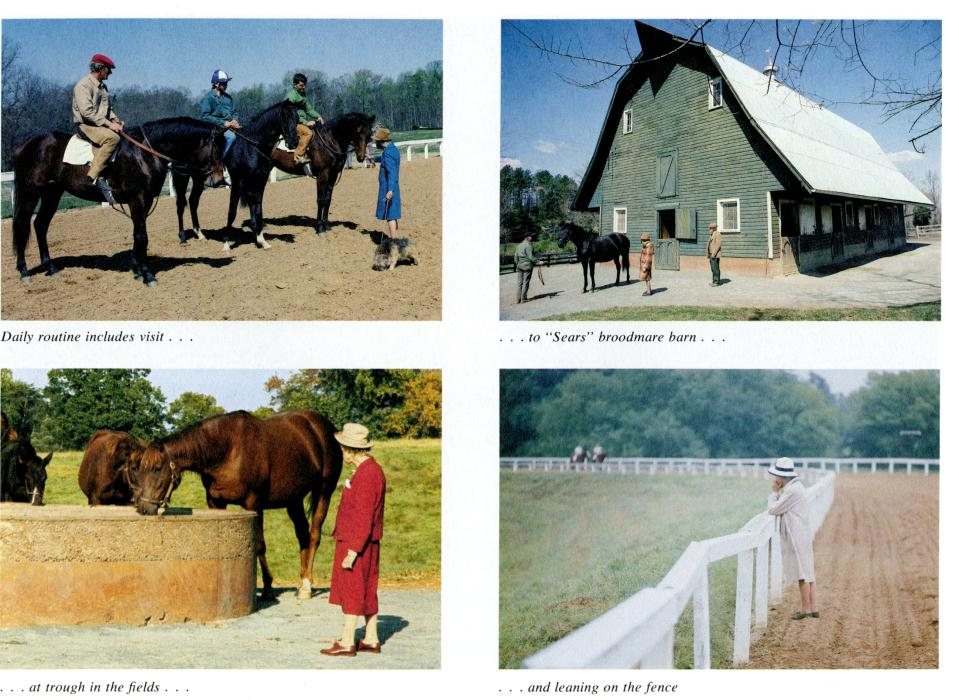 Daily routine includes visit . . .
. . . to “Sears” broodmare barn . . .
. . . at trough in the fields . . .
. . . and leaning on the fence